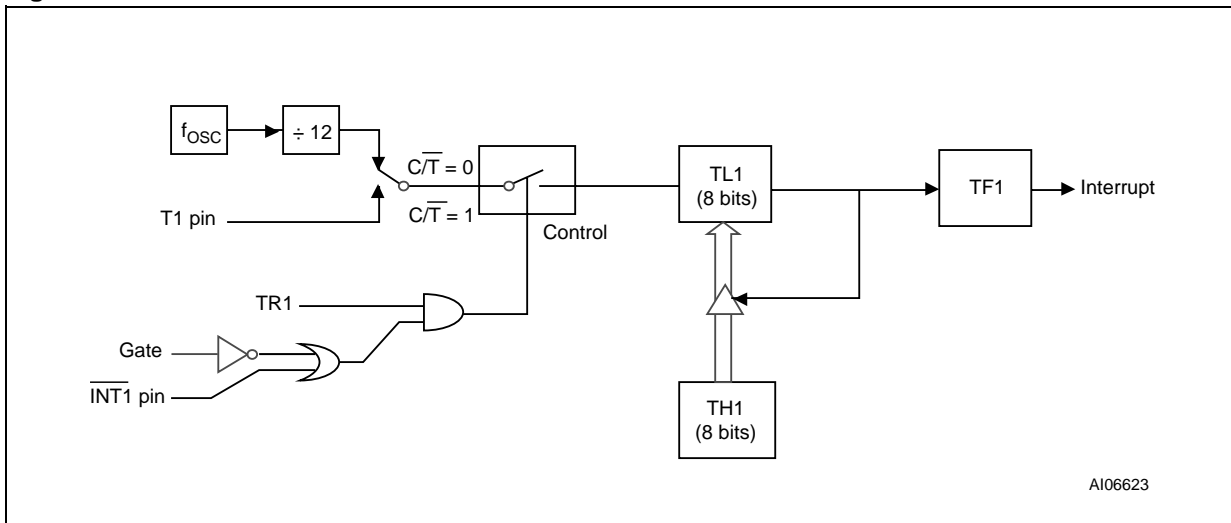 fOSC
÷ 12
C/T̅ = 0
T1 pin
C/T̅ = 1
Control
TL1
(8 bits)
TF1
Interrupt
TR1
Gate
I̅N̅T̅1̅ pin
TH1
(8 bits)
AI06623